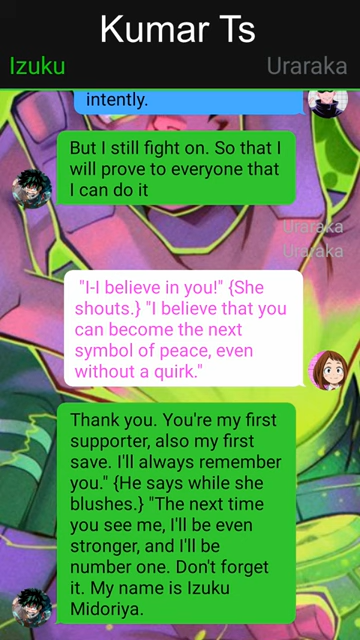 Kumar Ts
Izuku Uraraka
intently.
But I still fight on. So that I
will prove to everyone that
I can do it
Uraraka
Uraraka
"I-I believe in you!" {She
shouts.} "I believe that you
can become the next
symbol of peace, even
without a quirk."
Thank you. You're my first
supporter, also my first
save. I'll always remember
you." {He says while she
blushes.} "The next time
you see me, I'll be even
stronger, and I'll be
number one. Don't forget
it. My name is Izuku
Midoriya.